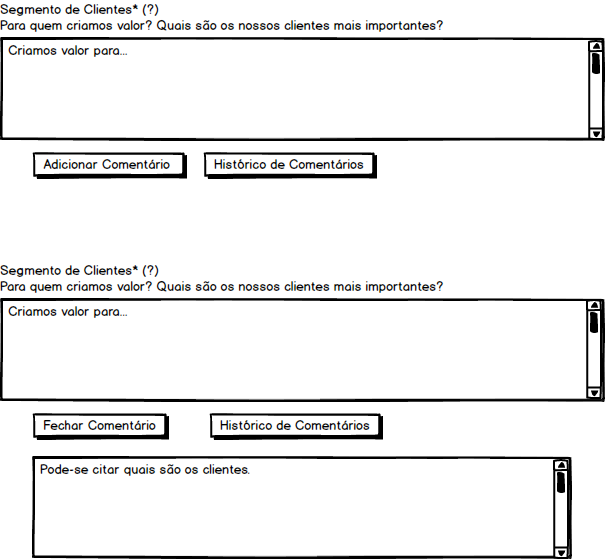 Segmento de Clientes* (?)
Para quem criamos valor? Quais são os nossos clientes mais importantes?
Criamos valor para...
Adicionar Comentário
Histórico de Comentários
Segmento de Clientes* (?)
Para quem criamos valor? Quais são os nossos clientes mais importantes?
Criamos valor para...
Fechar Comentário
Histórico de Comentários
Pode-se citar quais são os clientes.